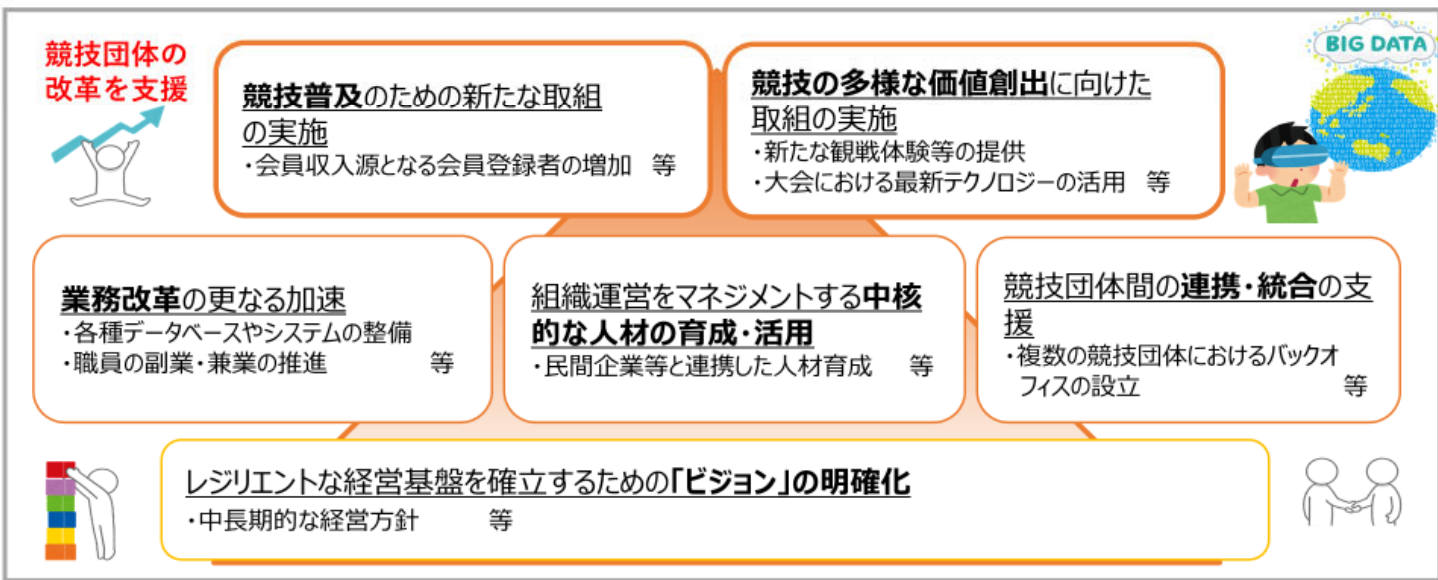 競技団体の
改革を支援
競技普及のための新たな取組
の実施
・会員収入源となる会員登録者の増加　等
競技の多様な価値創出に向けた
取組の実施
・新たな観戦体験等の提供
・大会における最新テクノロジーの活用　等
BIG DATA
業務改革の更なる加速
・各種データベースやシステムの整備
・職員の副業・兼業の推進　等
組織運営をマネジメントする中核
的な人材の育成・活用
・民間企業等と連携した人材育成　等
競技団体間の連携・統合の支
援
・複数の競技団体におけるバックオ
フィスの設立　等
レジリエントな経営基盤を確立するための「ビジョン」の明確化
・中長期的な経営方針　等